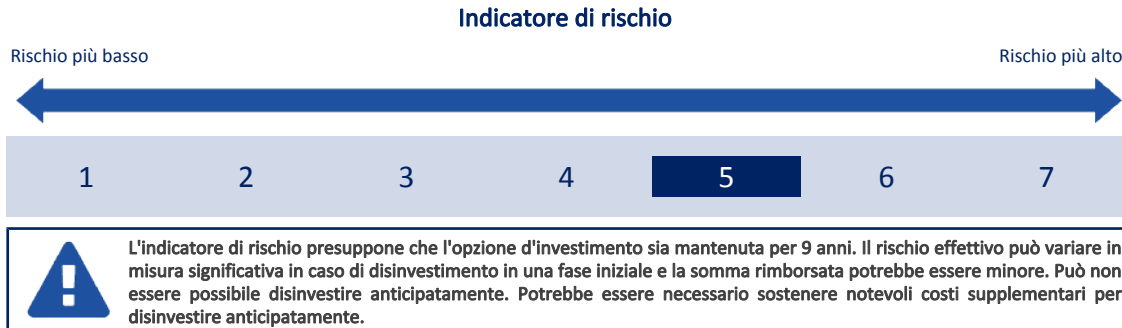 Indicatore di rischio
Rischio più basso
Rischio più alto
1 2 3 4 5 6 7
L'indicatore di rischio presuppone che l'opzione d'investimento sia mantenuta per 9 anni. Il rischio effettivo può variare in
misura significativa in caso di disinvestimento in una fase iniziale e la somma rimborsata potrebbe essere minore. Può non
essere possibile disinvestire anticipatamente. Potrebbe essere necessario sostenere notevoli costi supplementari per
disinvestire anticipatamente.